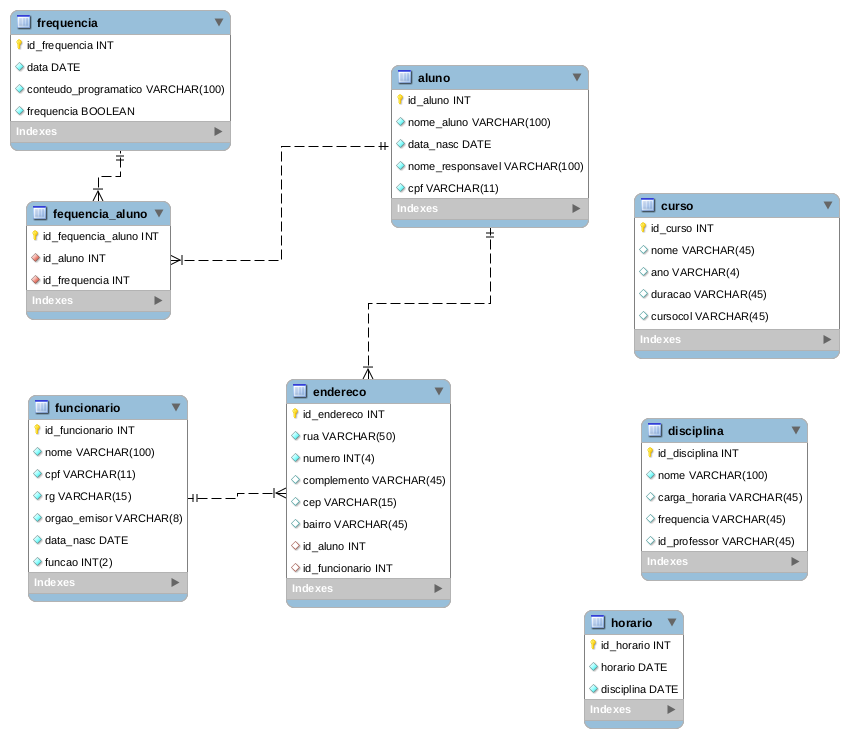 frequencia
id_frequencia INT
data DATE
conteudo_programatico VARCHAR(100)
frequencia BOOLEAN
Indexes
fequencia_aluno
id_fequencia_aluno INT
id_aluno INT
id_frequencia INT
Indexes
aluno
id_aluno INT
nome_aluno VARCHAR(100)
data_nasc DATE
nome_responsavel VARCHAR(100)
cpf VARCHAR(11)
Indexes
curso
id_curso INT
nome VARCHAR(45)
ano VARCHAR(4)
duracao VARCHAR(45)
cursocol VARCHAR(45)
Indexes
funcionario
id_funcionario INT
nome VARCHAR(100)
cpf VARCHAR(11)
rg VARCHAR(15)
orgao_emisor VARCHAR(8)
data_nasc DATE
funcao INT(2)
Indexes
endereco
id_endereco INT
rua VARCHAR(50)
numero INT(4)
complemento VARCHAR(45)
cep VARCHAR(15)
bairro VARCHAR(45)
id_aluno INT
id_funcionario INT
Indexes
disciplina
id_disciplina INT
nome VARCHAR(100)
carga_horaria VARCHAR(45)
frequencia VARCHAR(45)
id_professor VARCHAR(45)
Indexes
horario
id_horario INT
horario DATE
disciplina DATE
Indexes